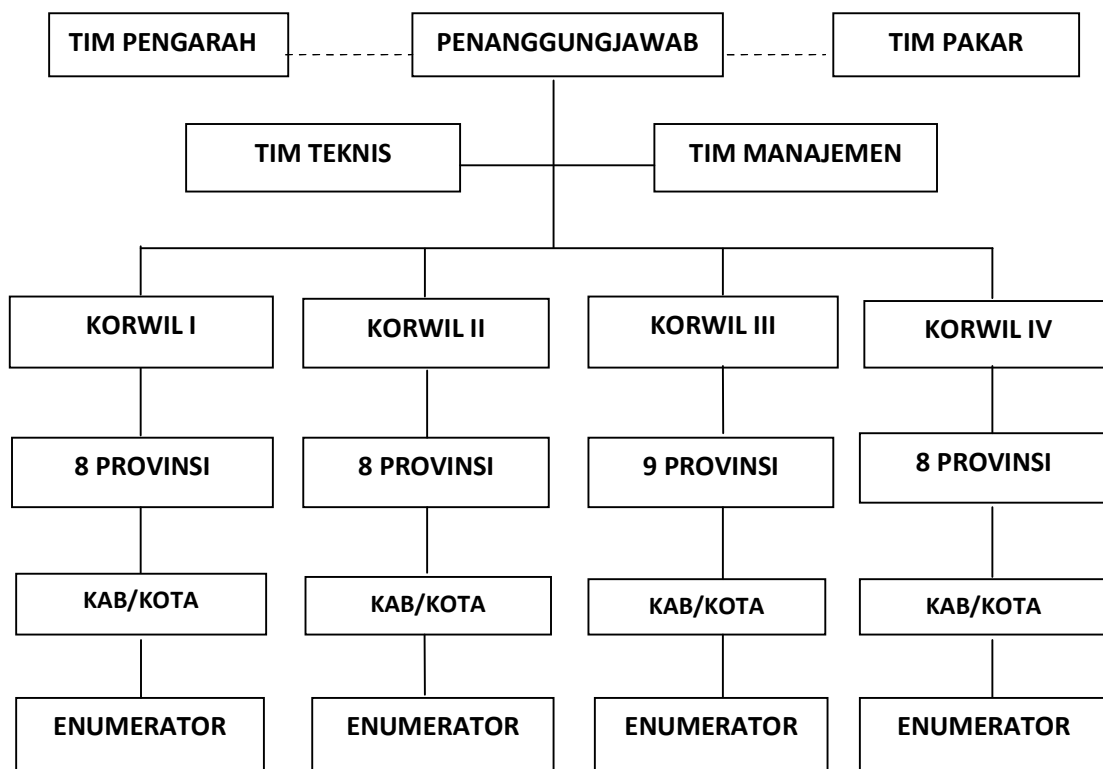 TIM PENGARAH
PENANGGUNGJAWAB
TIM PAKAR
TIM TEKNIS
TIM MANAJEMEN
KORWIL I
KORWIL II
KORWIL III
KORWIL IV
8 PROVINSI
8 PROVINSI
9 PROVINSI
8 PROVINSI
KAB/KOTA
KAB/KOTA
KAB/KOTA
KAB/KOTA
ENUMERATOR
ENUMERATOR
ENUMERATOR
ENUMERATOR